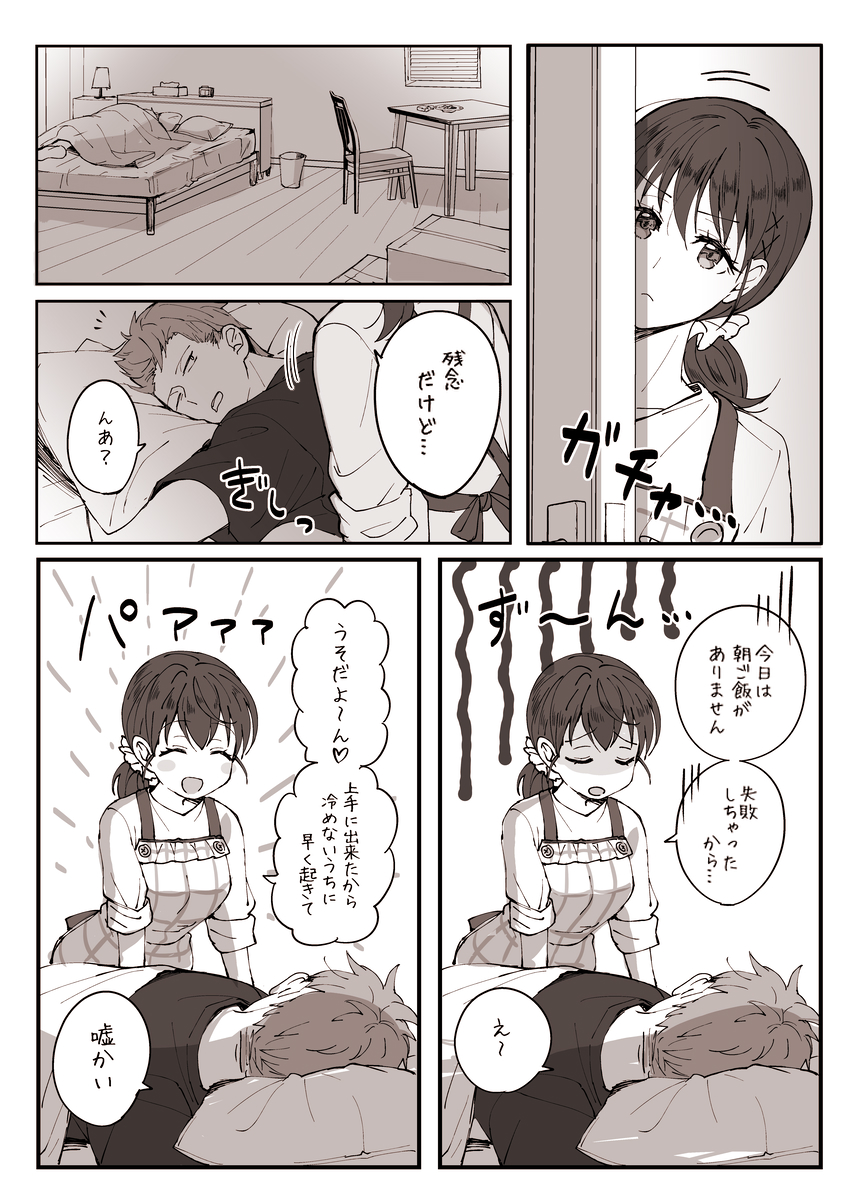 ガチャ…
残念
だけど…
んあ?
ぎしっ
今日は
朝ご飯が
ありません
失敗
しちゃった
から…
ず〜ん…
え〜
うそだよ〜ん♡
上手に出来たから
冷めないうちに
早く起きて
パァァァ
嘘かい